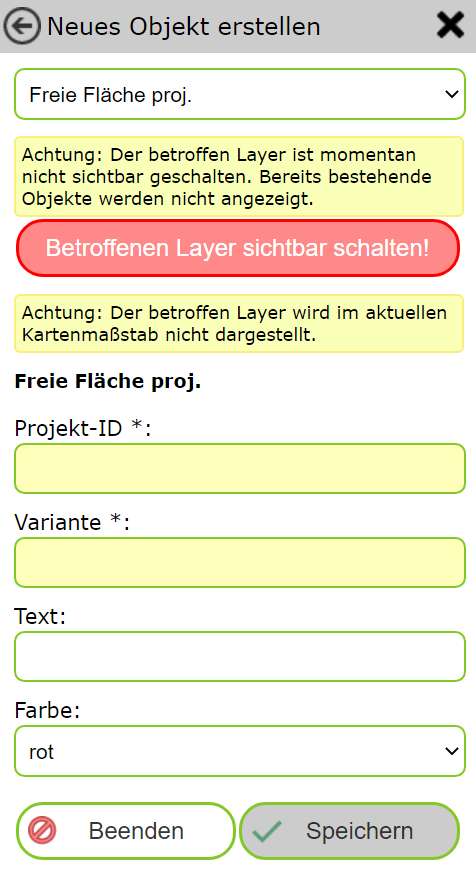 Neues Objekt erstellen
Freie Fläche proj.
Achtung: Der betroffen Layer ist momentan
nicht sichtbar geschalten. Bereits bestehende
Objekte werden nicht angezeigt.
Betroffenen Layer sichtbar schalten!
Achtung: Der betroffen Layer wird im aktuellen
Kartenmaßstab nicht dargestellt.
Freie Fläche proj.
Projekt-ID *:
Variante *:
Text:
Farbe:
rot
Beenden
Speichern